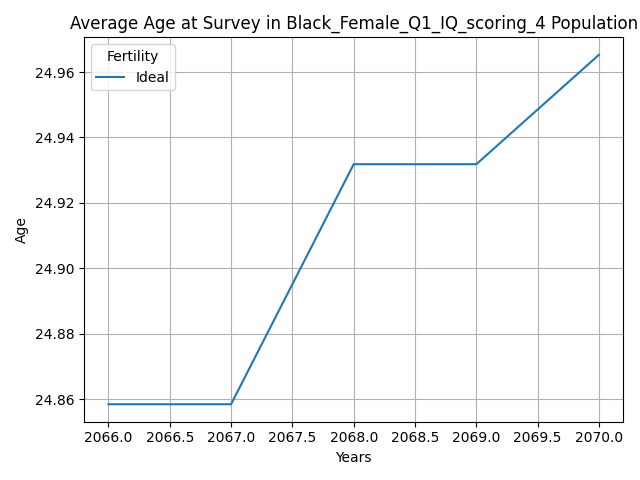 Average Age at Survey in Black_Female_Q1_IQ_scoring_4 Population
Fertility
Ideal
24.96
24.94
24.92
24.90
24.88
24.86
Age
2066.0 2066.5 2067.0 2067.5 2068.0 2068.5 2069.0 2069.5 2070.0
Years